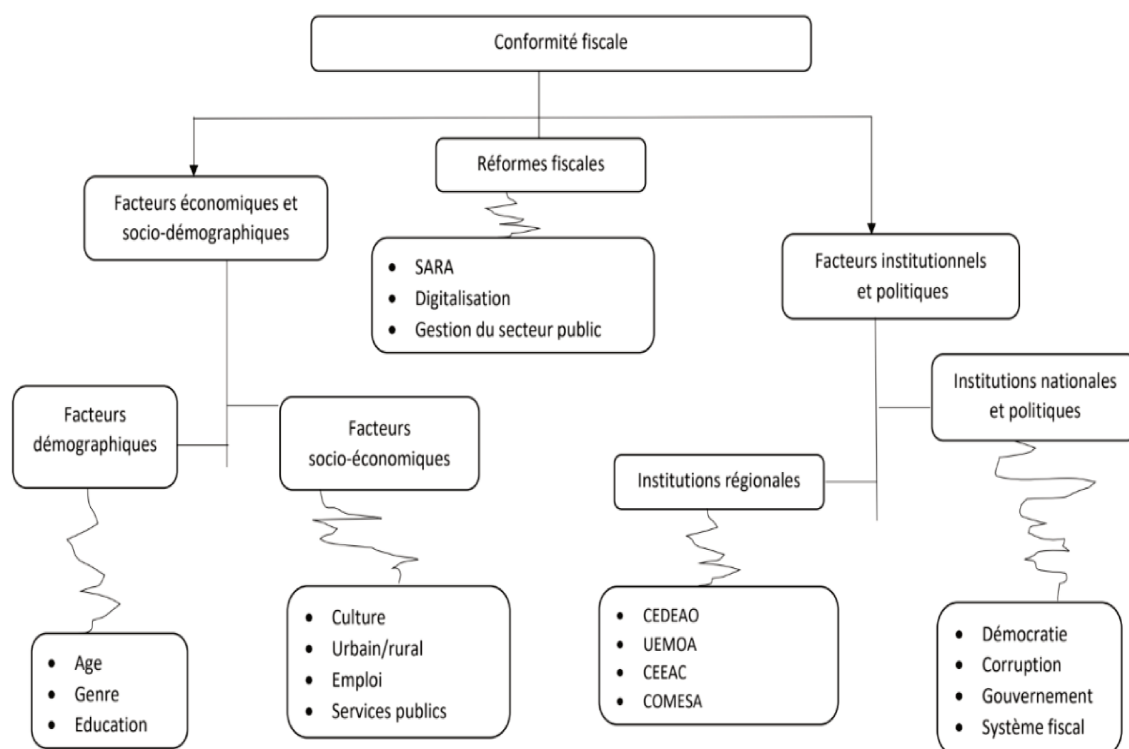 Conformité fiscale
Réformes fiscales
Facteurs économiques et
socio-démographiques
• SARA
• Digitalisation
• Gestion du secteur public
Facteurs institutionnels
et politiques
Institutions nationales
et politiques
Facteurs
démographiques
Facteurs
socio-économiques
Institutions régionales
• Age
• Genre
• Education
• Culture
• Urbain/rural
• Emploi
• Services publics
• CEDEAO
• UEMOA
• CEEAC
• COMESA
• Démocratie
• Corruption
• Gouvernement
• Système fiscal